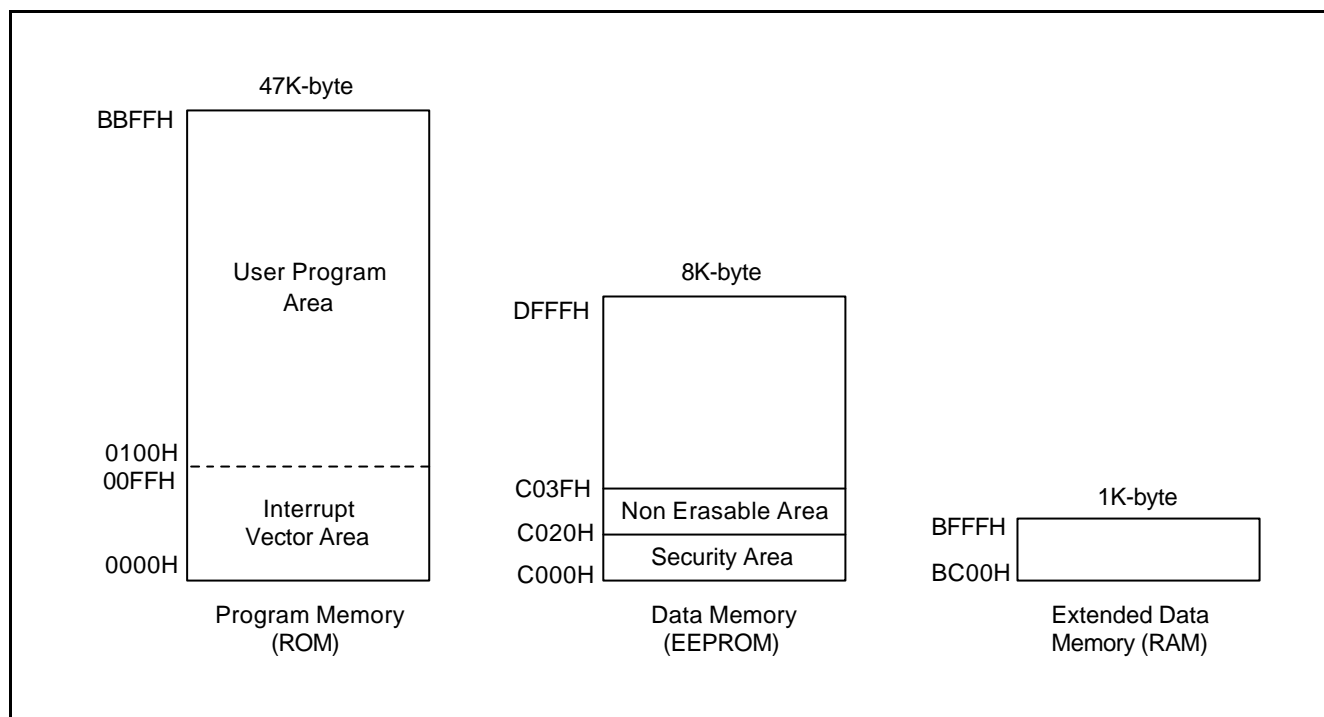 47K-byte
BBFFH
User Program
Area
0100H
00FFH
Interrupt
Vector Area
0000H
Program Memory
(ROM)
8K-byte
DFFFH
C03FH
Non Erasable Area
C020H
Security Area
C000H
Data Memory
(EEPROM)
1K-byte
BFFFH
BC00H
Extended Data
Memory (RAM)